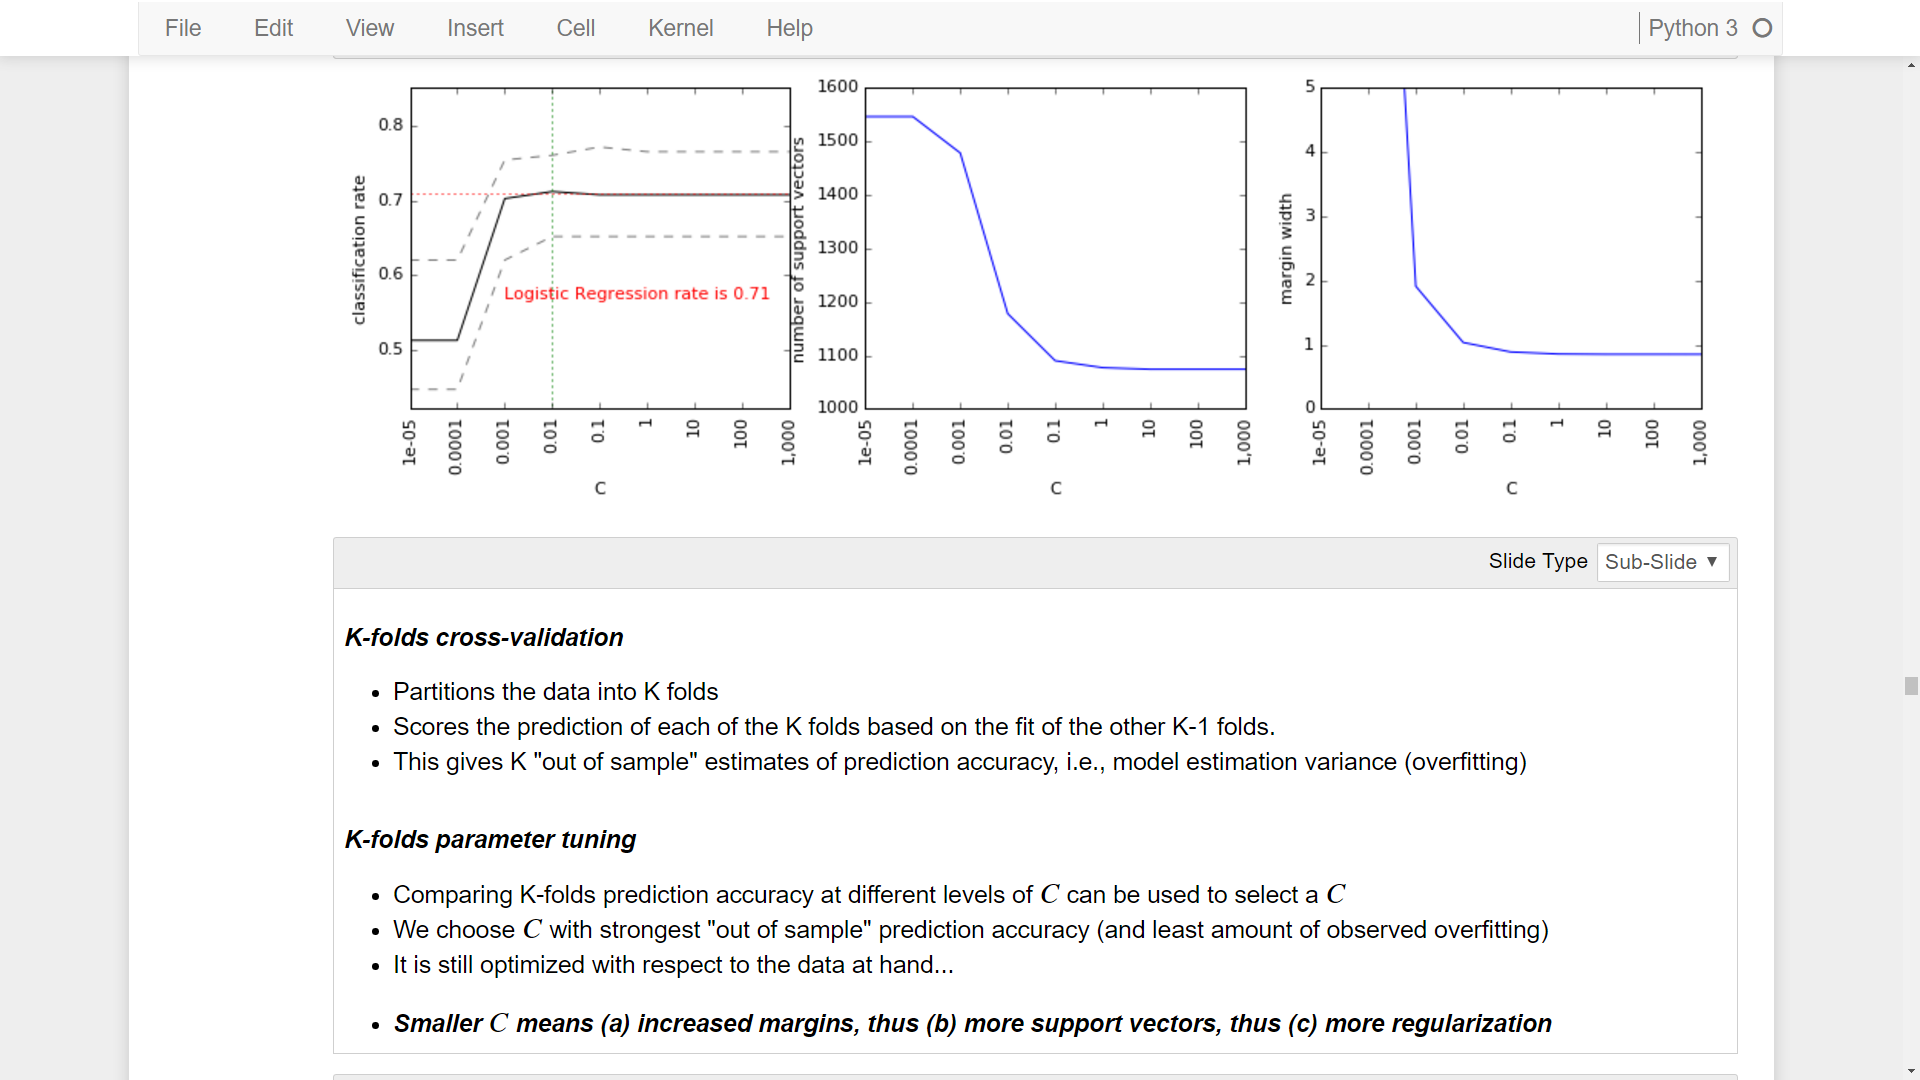 File Edit View Insert Cell Kernel Help Python 3
classification rate
0.8
0.7
0.6
0.5
Logistic Regression rate is 0.71
1e-05 0.0001 0.001 0.01 0.1 1 10 100 1,000
C
number of support vectors
1600
1500
1400
1300
1200
1100
1000
1e-05 0.0001 0.001 0.01 0.1 1 10 100 1,000
C
margin width
5
4
3
2
1
0
1e-05 0.0001 0.001 0.01 0.1 1 10 100 1,000
C
Slide Type Sub-Slide
K-folds cross-validation
• Partitions the data into K folds
• Scores the prediction of each of the K folds based on the fit of the other K-1 folds.
• This gives K "out of sample" estimates of prediction accuracy, i.e., model estimation variance (overfitting)
K-folds parameter tuning
• Comparing K-folds prediction accuracy at different levels of C can be used to select a C
• We choose C with strongest "out of sample" prediction accuracy (and least amount of observed overfitting)
• It is still optimized with respect to the data at hand...
• Smaller C means (a) increased margins, thus (b) more support vectors, thus (c) more regularization